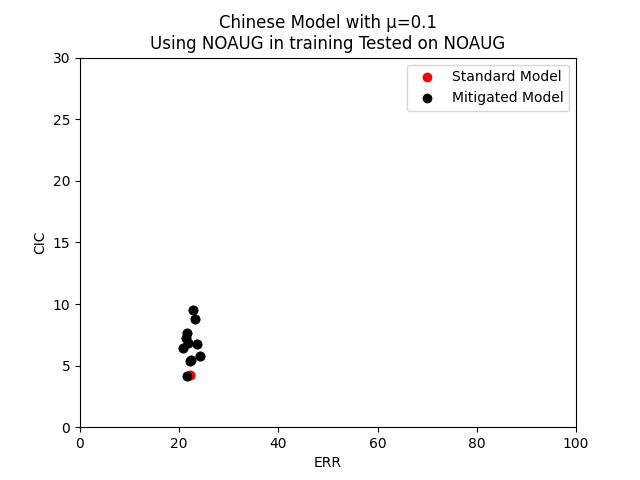 Chinese Model with μ=0.1
Using NOAUG in training Tested on NOAUG
Standard Model
Mitigated Model
30
25
20
15
10
5
0
CIC
0 20 40 60 80 100
ERR